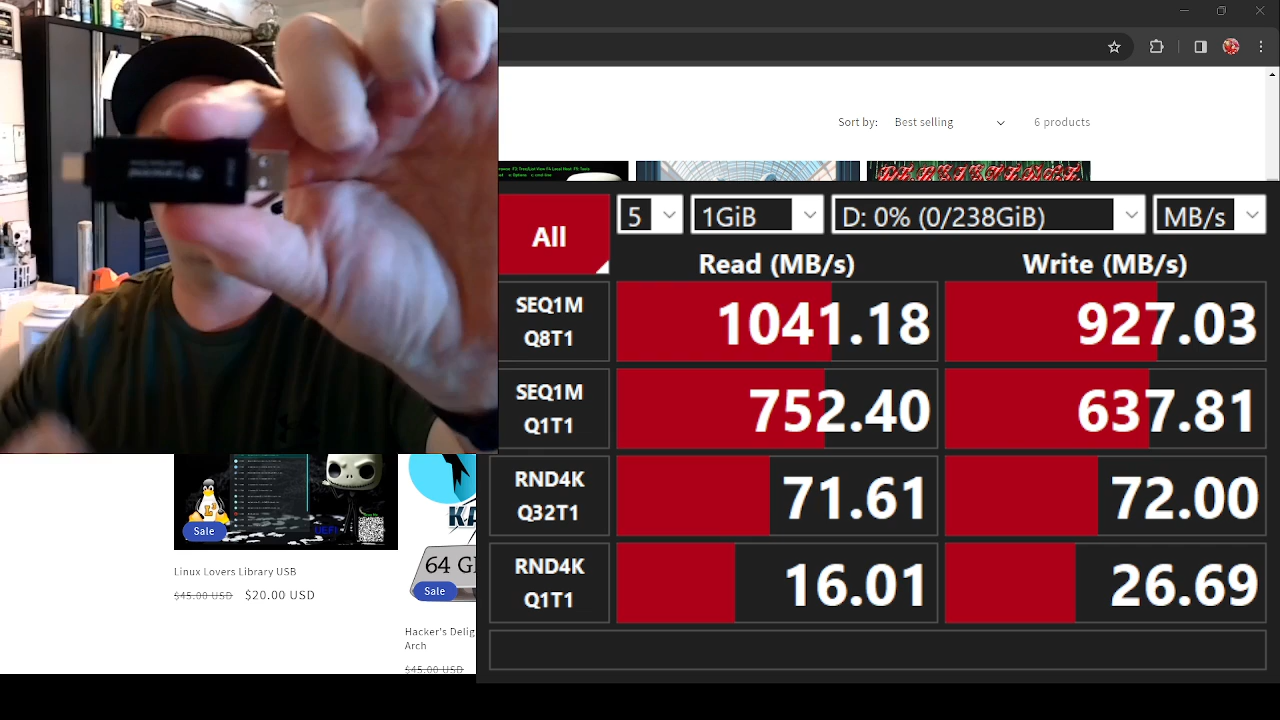 Sort by: Best selling 6 products
All 5 1GiB D: 0% (0/238GiB) MB/s
Read (MB/s) Write (MB/s)
SEQ1M
Q8T1 1041.18 927.03
SEQ1M
Q1T1 752.40 637.81
RND4K
Q32T1 71.61 72.00
RND4K
Q1T1 16.01 26.69
Sale
UEFI
KA
64 G
Sale
Linux Lovers Library USB
$45.00 USD $20.00 USD
Hacker's Delig
Arch
$45.00 USD